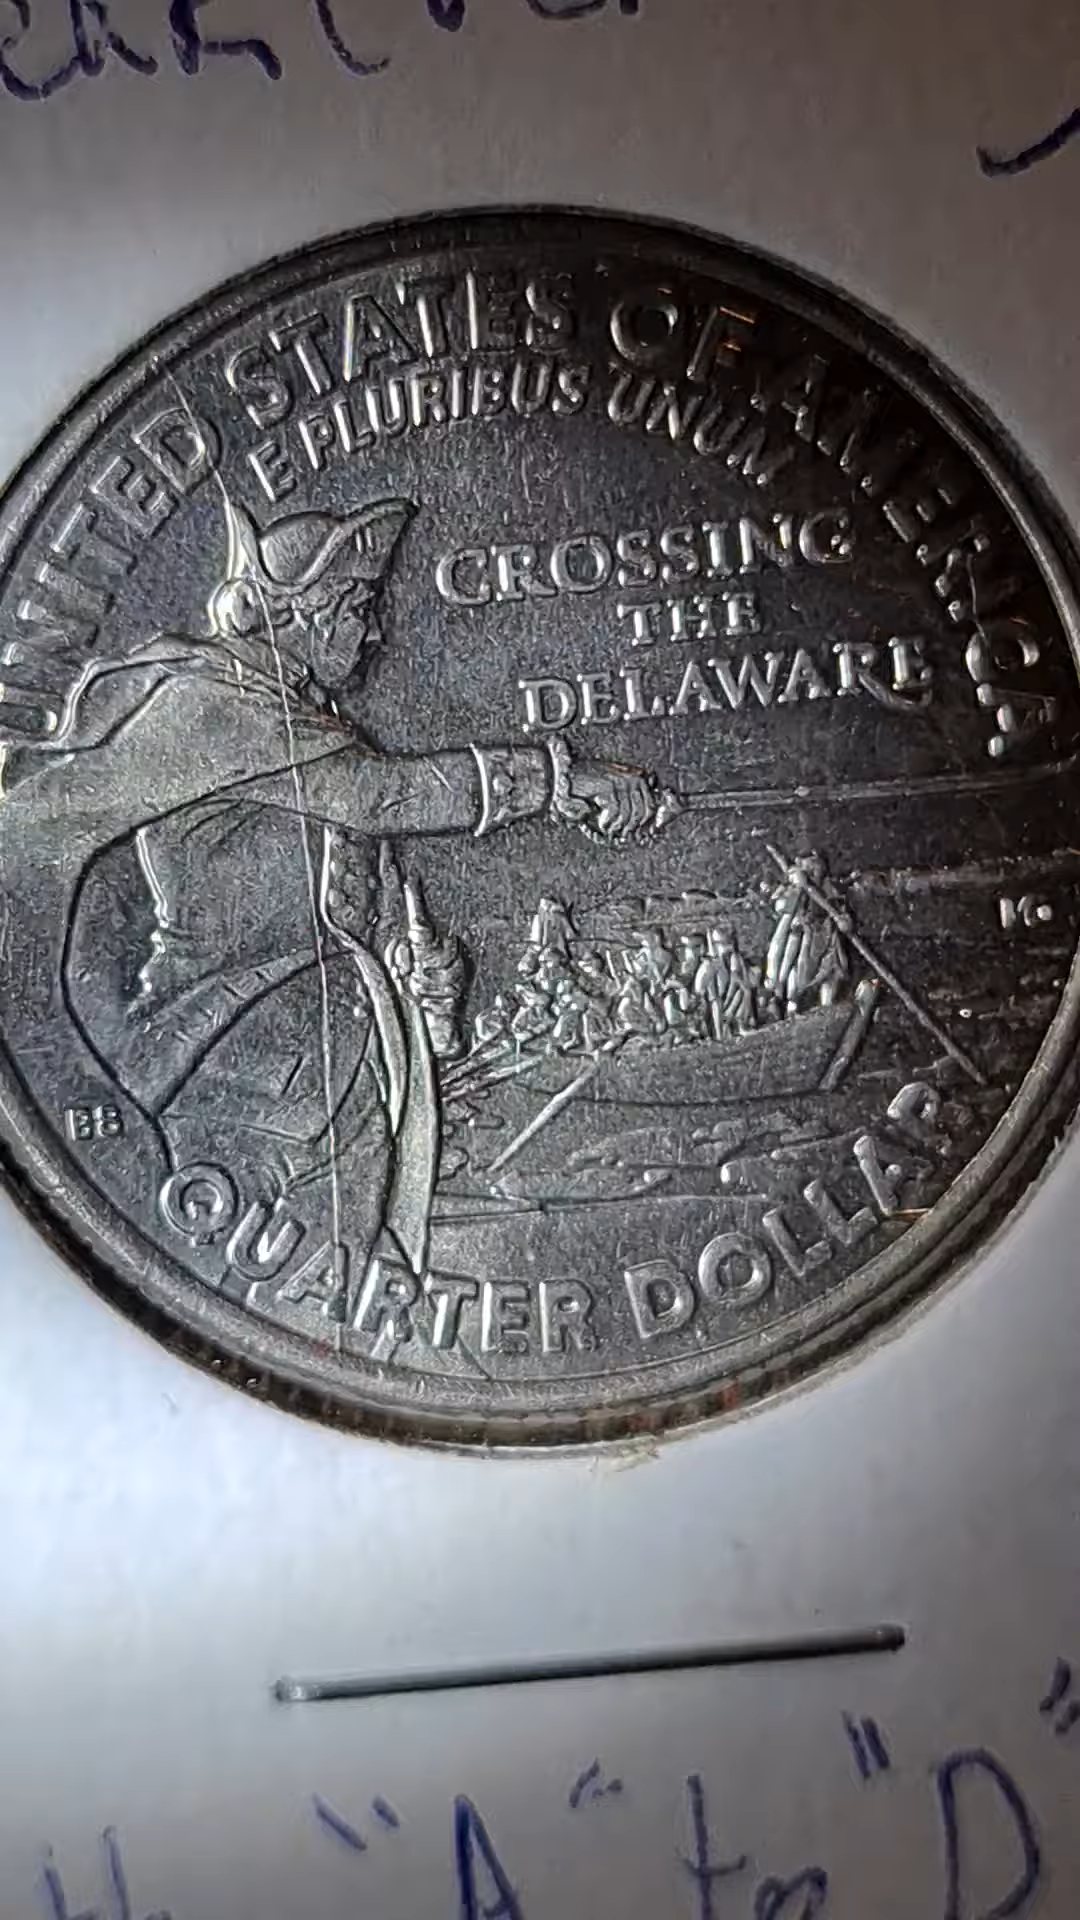 UNITED STATES OF AMERICA
E PLURIBUS UNUM
CROSSING
THE
DELAWARE
BS
QUARTER DOLLAR
"A" to "D"